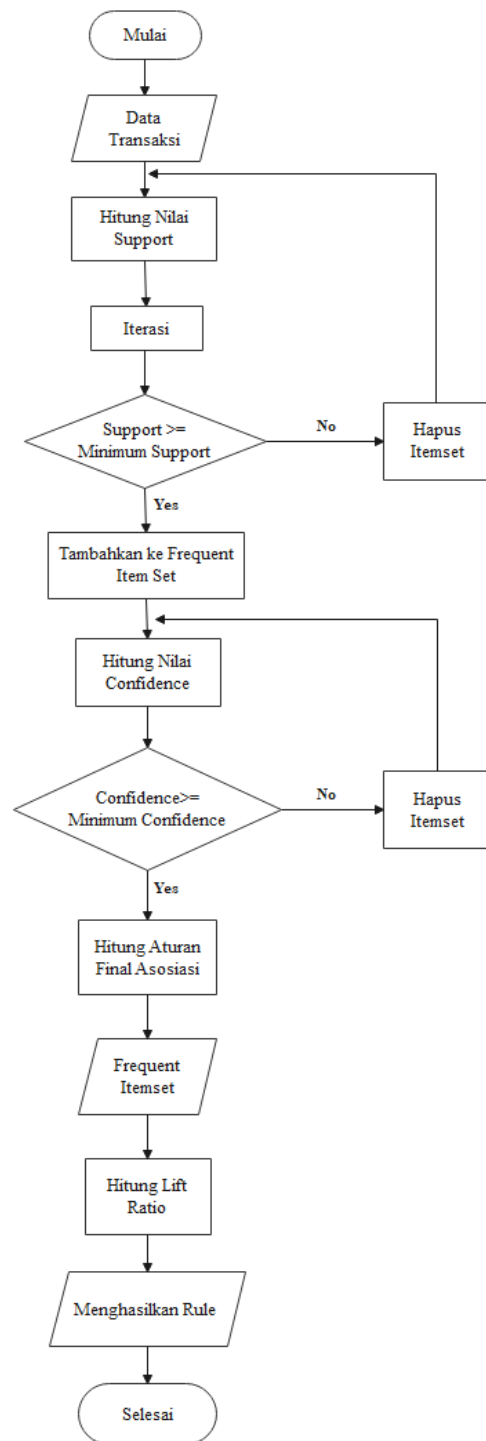 Mulai
Data
Transaksi
Hitung Nilai
Support
Iterasi
Support >=
Minimum Support
No
Hapus
Itemset
Yes
Tambahkan ke Frequent
Item Set
Hitung Nilai
Confidence
Confidence>=
Minimum Confidence
No
Hapus
Itemset
Yes
Hitung Aturan
Final Asosiasi
Frequent
Itemset
Hitung Lift
Ratio
Menghasilkan Rule
Selesai